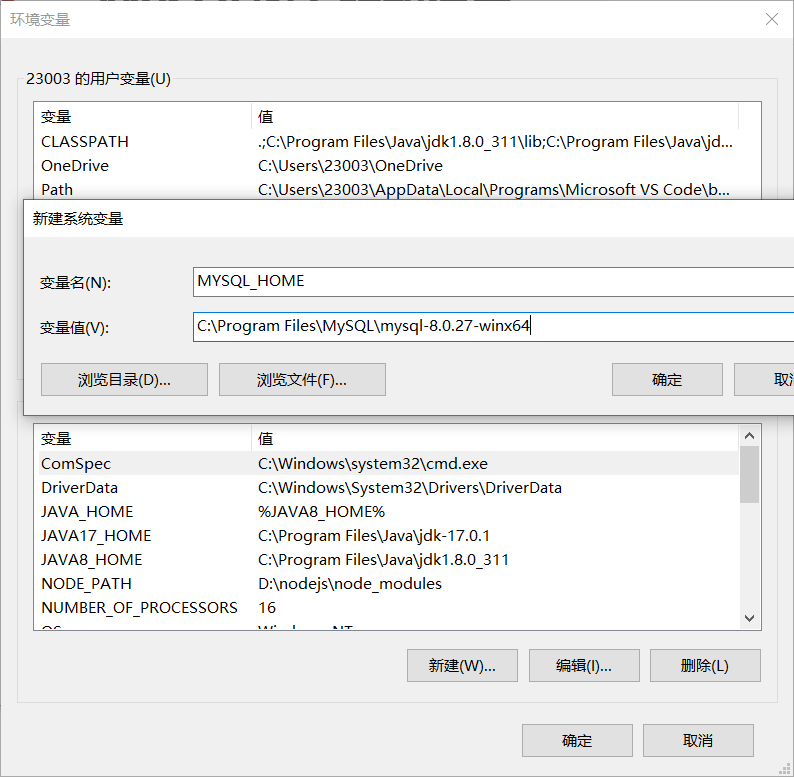 环境变量
23003 的用户变量(U)
变量 值
CLASSPATH .;C:\Program Files\Java\jdk1.8.0_311\lib;C:\Program Files\Java\jd...
OneDrive C:\Users\23003\OneDrive
Path C:\Users\23003\AppData\Local\Programs\Microsoft VS Code\b...
新建系统变量
变量名(N): MYSQL_HOME
变量值(V): C:\Program Files\MySQL\mysql-8.0.27-winx64
浏览目录(D)... 浏览文件(F)... 确定 取
变量 值
ComSpec C:\Windows\system32\cmd.exe
DriverData C:\Windows\System32\Drivers\DriverData
JAVA_HOME %JAVA8_HOME%
JAVA17_HOME C:\Program Files\Java\jdk-17.0.1
JAVA8_HOME C:\Program Files\Java\jdk1.8.0_311
NODE_PATH D:\nodejs\node_modules
NUMBER_OF_PROCESSORS 16
OS Windows_NT
新建(W)... 编辑(I)... 删除(L)
确定 取消